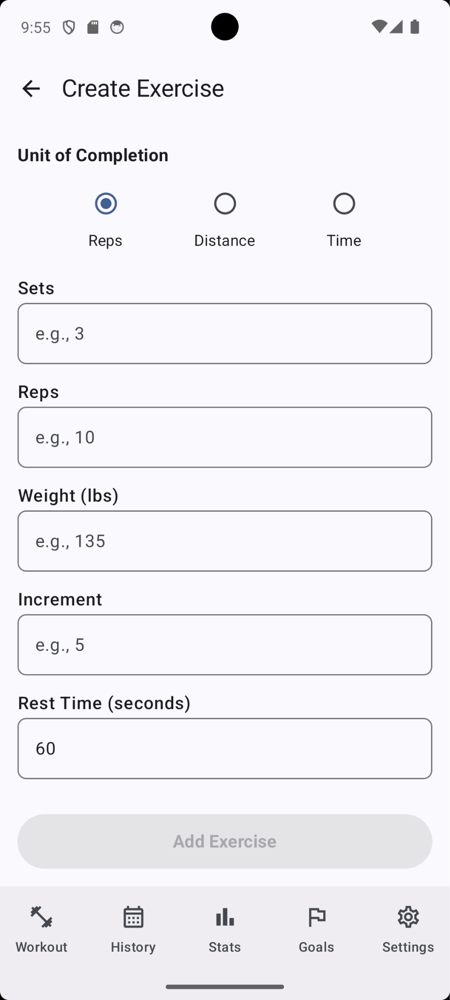 9:55
Create Exercise
Unit of Completion
Reps Distance Time
Sets
e.g., 3
Reps
e.g., 10
Weight (lbs)
e.g., 135
Increment
e.g., 5
Rest Time (seconds)
60
Add Exercise
Workout History Stats Goals Settings